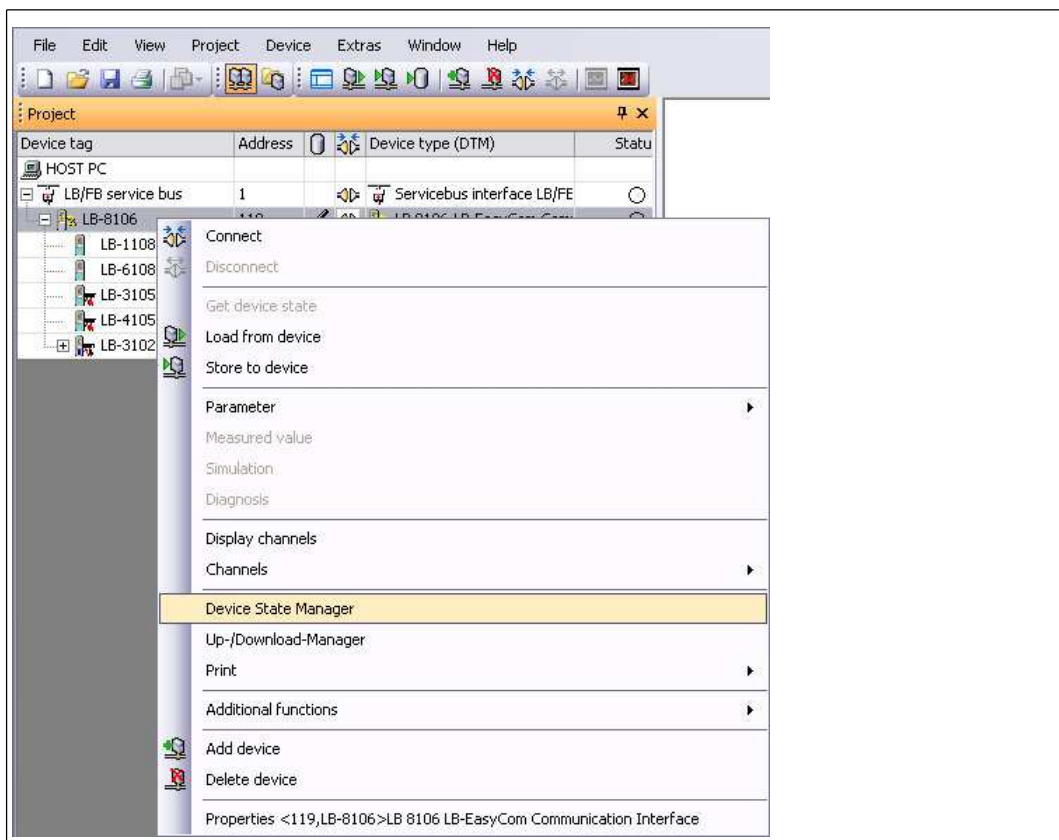 File Edit View Project Device Extras Window Help
Project
Device tag Address Device type (DTM) Statu
HOST PC
LB/FB service bus 1 Servicebus interface LB/FE
LB-8106
LB-1108
LB-6108
LB-3105
LB-4105
LB-3102
Connect
Disconnect
Get device state
Load from device
Store to device
Parameter
Measured value
Simulation
Diagnosis
Display channels
Channels
Device State Manager
Up-/Download-Manager
Print
Additional functions
Add device
Delete device
Properties <119,LB-8106>LB 8106 LB-EasyCom Communication Interface